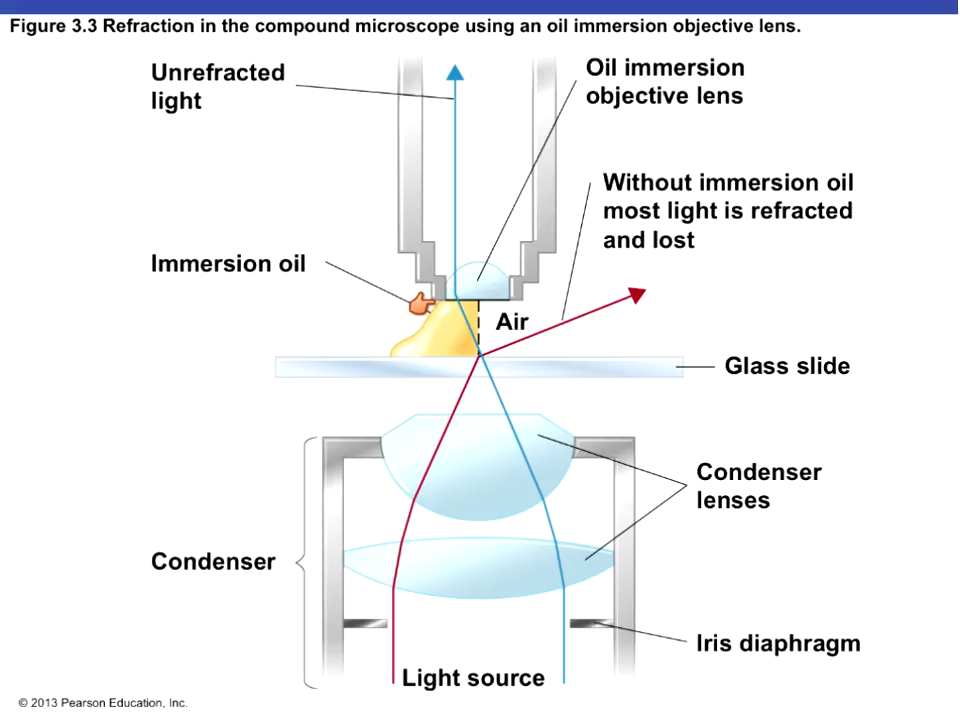 Figure 3.3 Refraction in the compound microscope using an oil immersion objective lens.
Unrefracted
light
Oil immersion
objective lens
Without immersion oil
most light is refracted
and lost
Immersion oil
Air
Glass slide
Condenser
lenses
Condenser
Iris diaphragm
Light source
© 2013 Pearson Education, Inc.